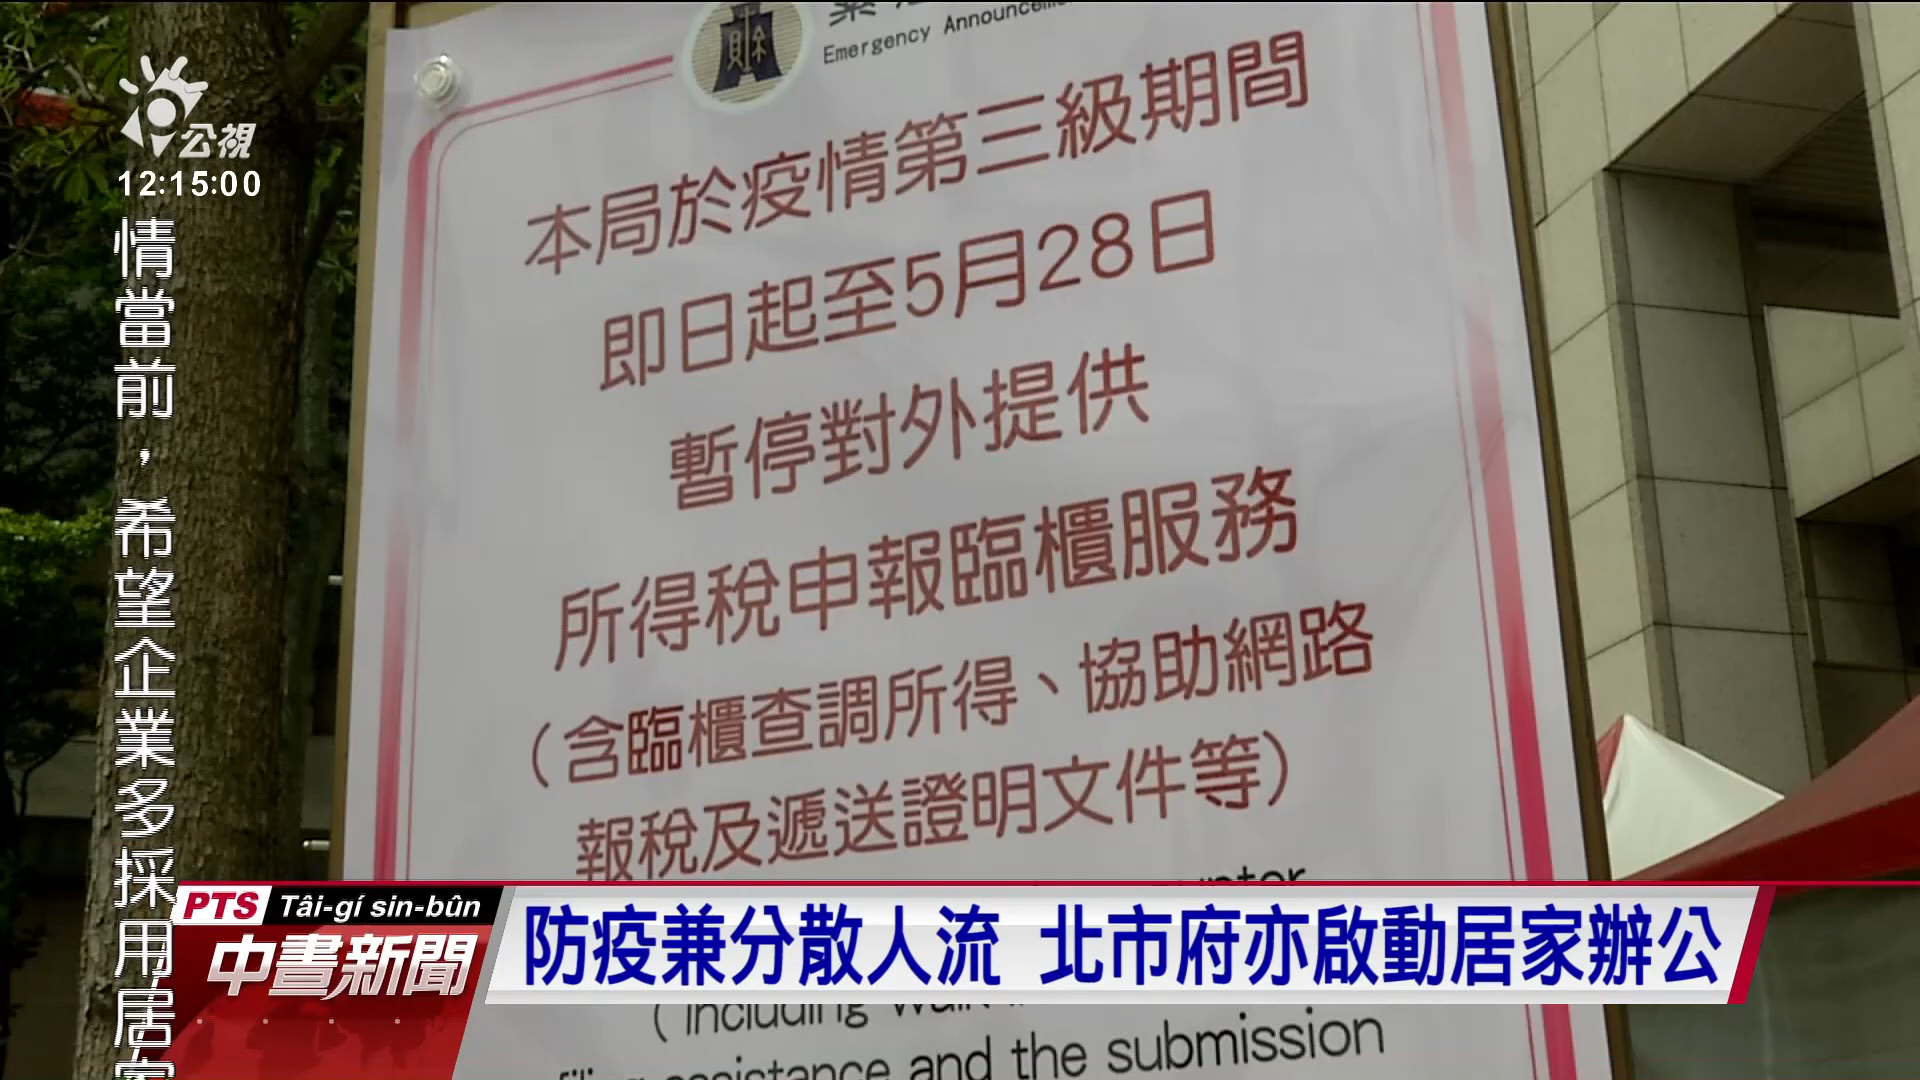 公視
12:15:00
情當前，希望企業多採用居家
財
Emergency Announcement
本局於疫情第三級期間
即日起至5月28日
暫停對外提供
所得稅申報臨櫃服務
（含臨櫃查調所得、協助網路
報稅及遞送證明文件等）
PTS Tâi-gí sin-bûn
中晝新聞
防疫兼分散人流 北市府亦啟動居家辦公
assistance and the submission